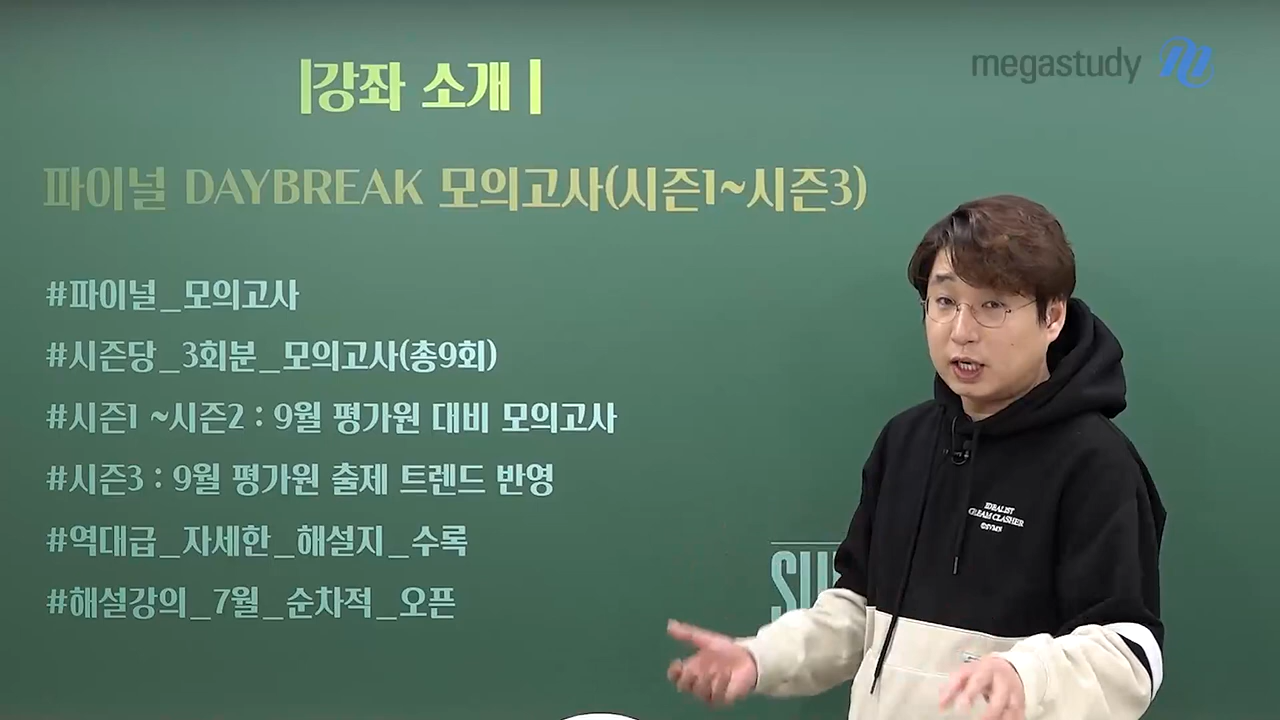 megastudy
|강좌 소개 |
파이널 DAYBREAK 모의고사(시즌1~시즌3)
#파이널_모의고사
#시즌당_3회분_모의고사(총9회)
#시즌1 ~시즌2 : 9월 평가원 대비 모의고사
#시즌3 : 9월 평가원 출제 트렌드 반영
#역대급_자세한_해설지_수록
#해설강의_7월_순차적_오픈
IDEALIST